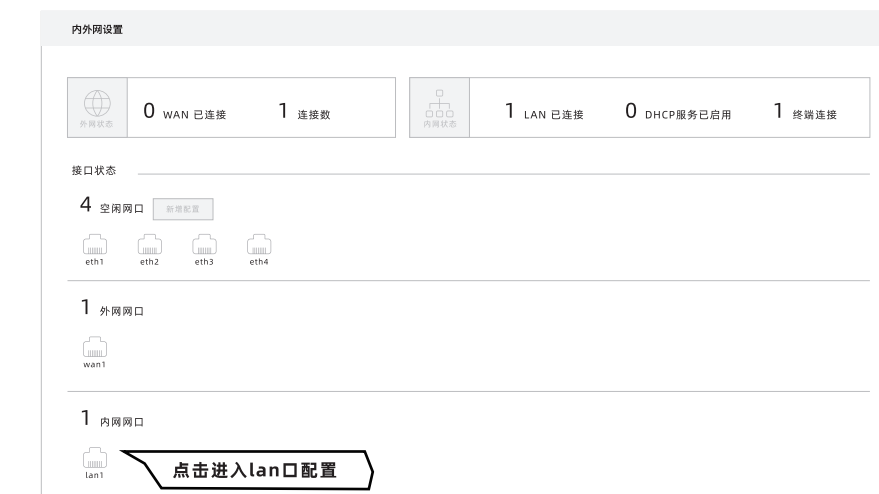 内外网设置
外网状态
0 WAN 已连接 1 连接数
内网状态
1 LAN 已连接 0 DHCP服务已启用 1 终端连接
接口状态
4 空闲网口 新增配置
eth1 eth2 eth3 eth4
1 外网网口
wan1
1 内网网口
lan1
点击进入lan口配置